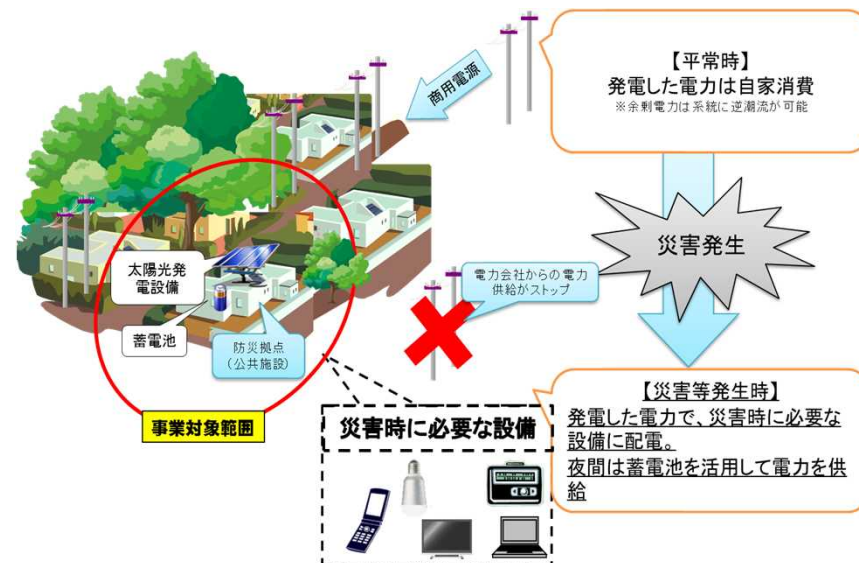 商用電源
【平常時】
発電した電力は自家消費
※余剰電力は系統に逆潮流が可能
災害発生
太陽光発
電設備
蓄電池
防災拠点
(公共施設)
電力会社からの電力
供給がストップ
事業対象範囲
災害時に必要な設備
【災害等発生時】
発電した電力で、災害時に必要な
設備に配電。
夜間は蓄電池を活用して電力を供
給